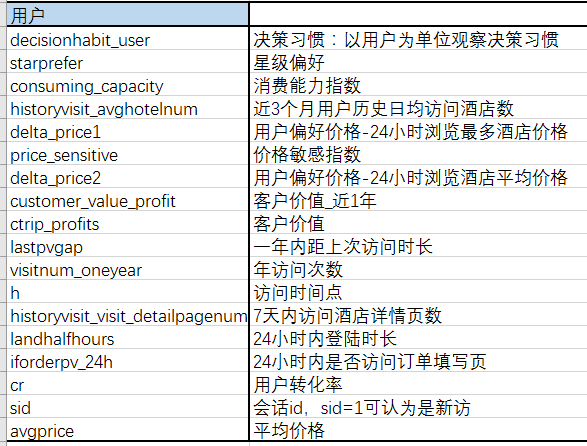 用户
decisionhabit_user 决策习惯：以用户为单位观察决策习惯
starprefer 星级偏好
consuming_capacity 消费能力指数
historyvisit_avghotelnum 近3个月用户历史日均访问酒店数
delta_price1 用户偏好价格-24小时浏览最多酒店价格
price_sensitive 价格敏感指数
delta_price2 用户偏好价格-24小时浏览酒店平均价格
customer_value_profit 客户价值_近1年
ctrip_profits 客户价值
lastpvgap 一年内距上次访问时长
visitnum_oneyear 年访问次数
h 访问时间点
historyvisit_visit_detailpagenum 7天内访问酒店详情页数
landhalfhours 24小时内登陆时长
iforderpv_24h 24小时内是否访问订单填写页
cr 用户转化率
sid 会话id，sid=1可认为是新访
avgprice 平均价格